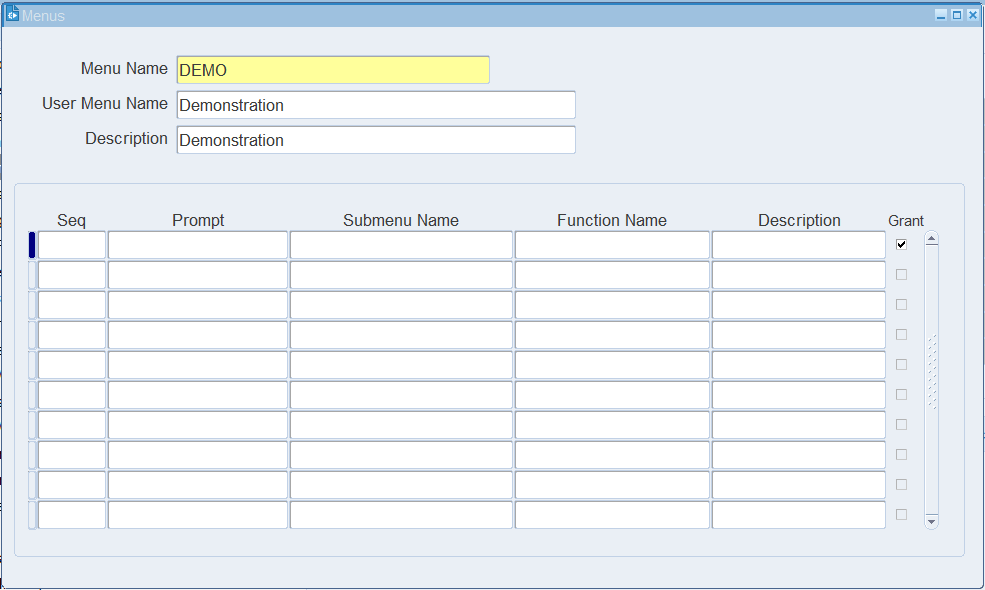 Menus
Menu Name DEMO
User Menu Name Demonstration
Description Demonstration
Seq Prompt Submenu Name Function Name Description Grant